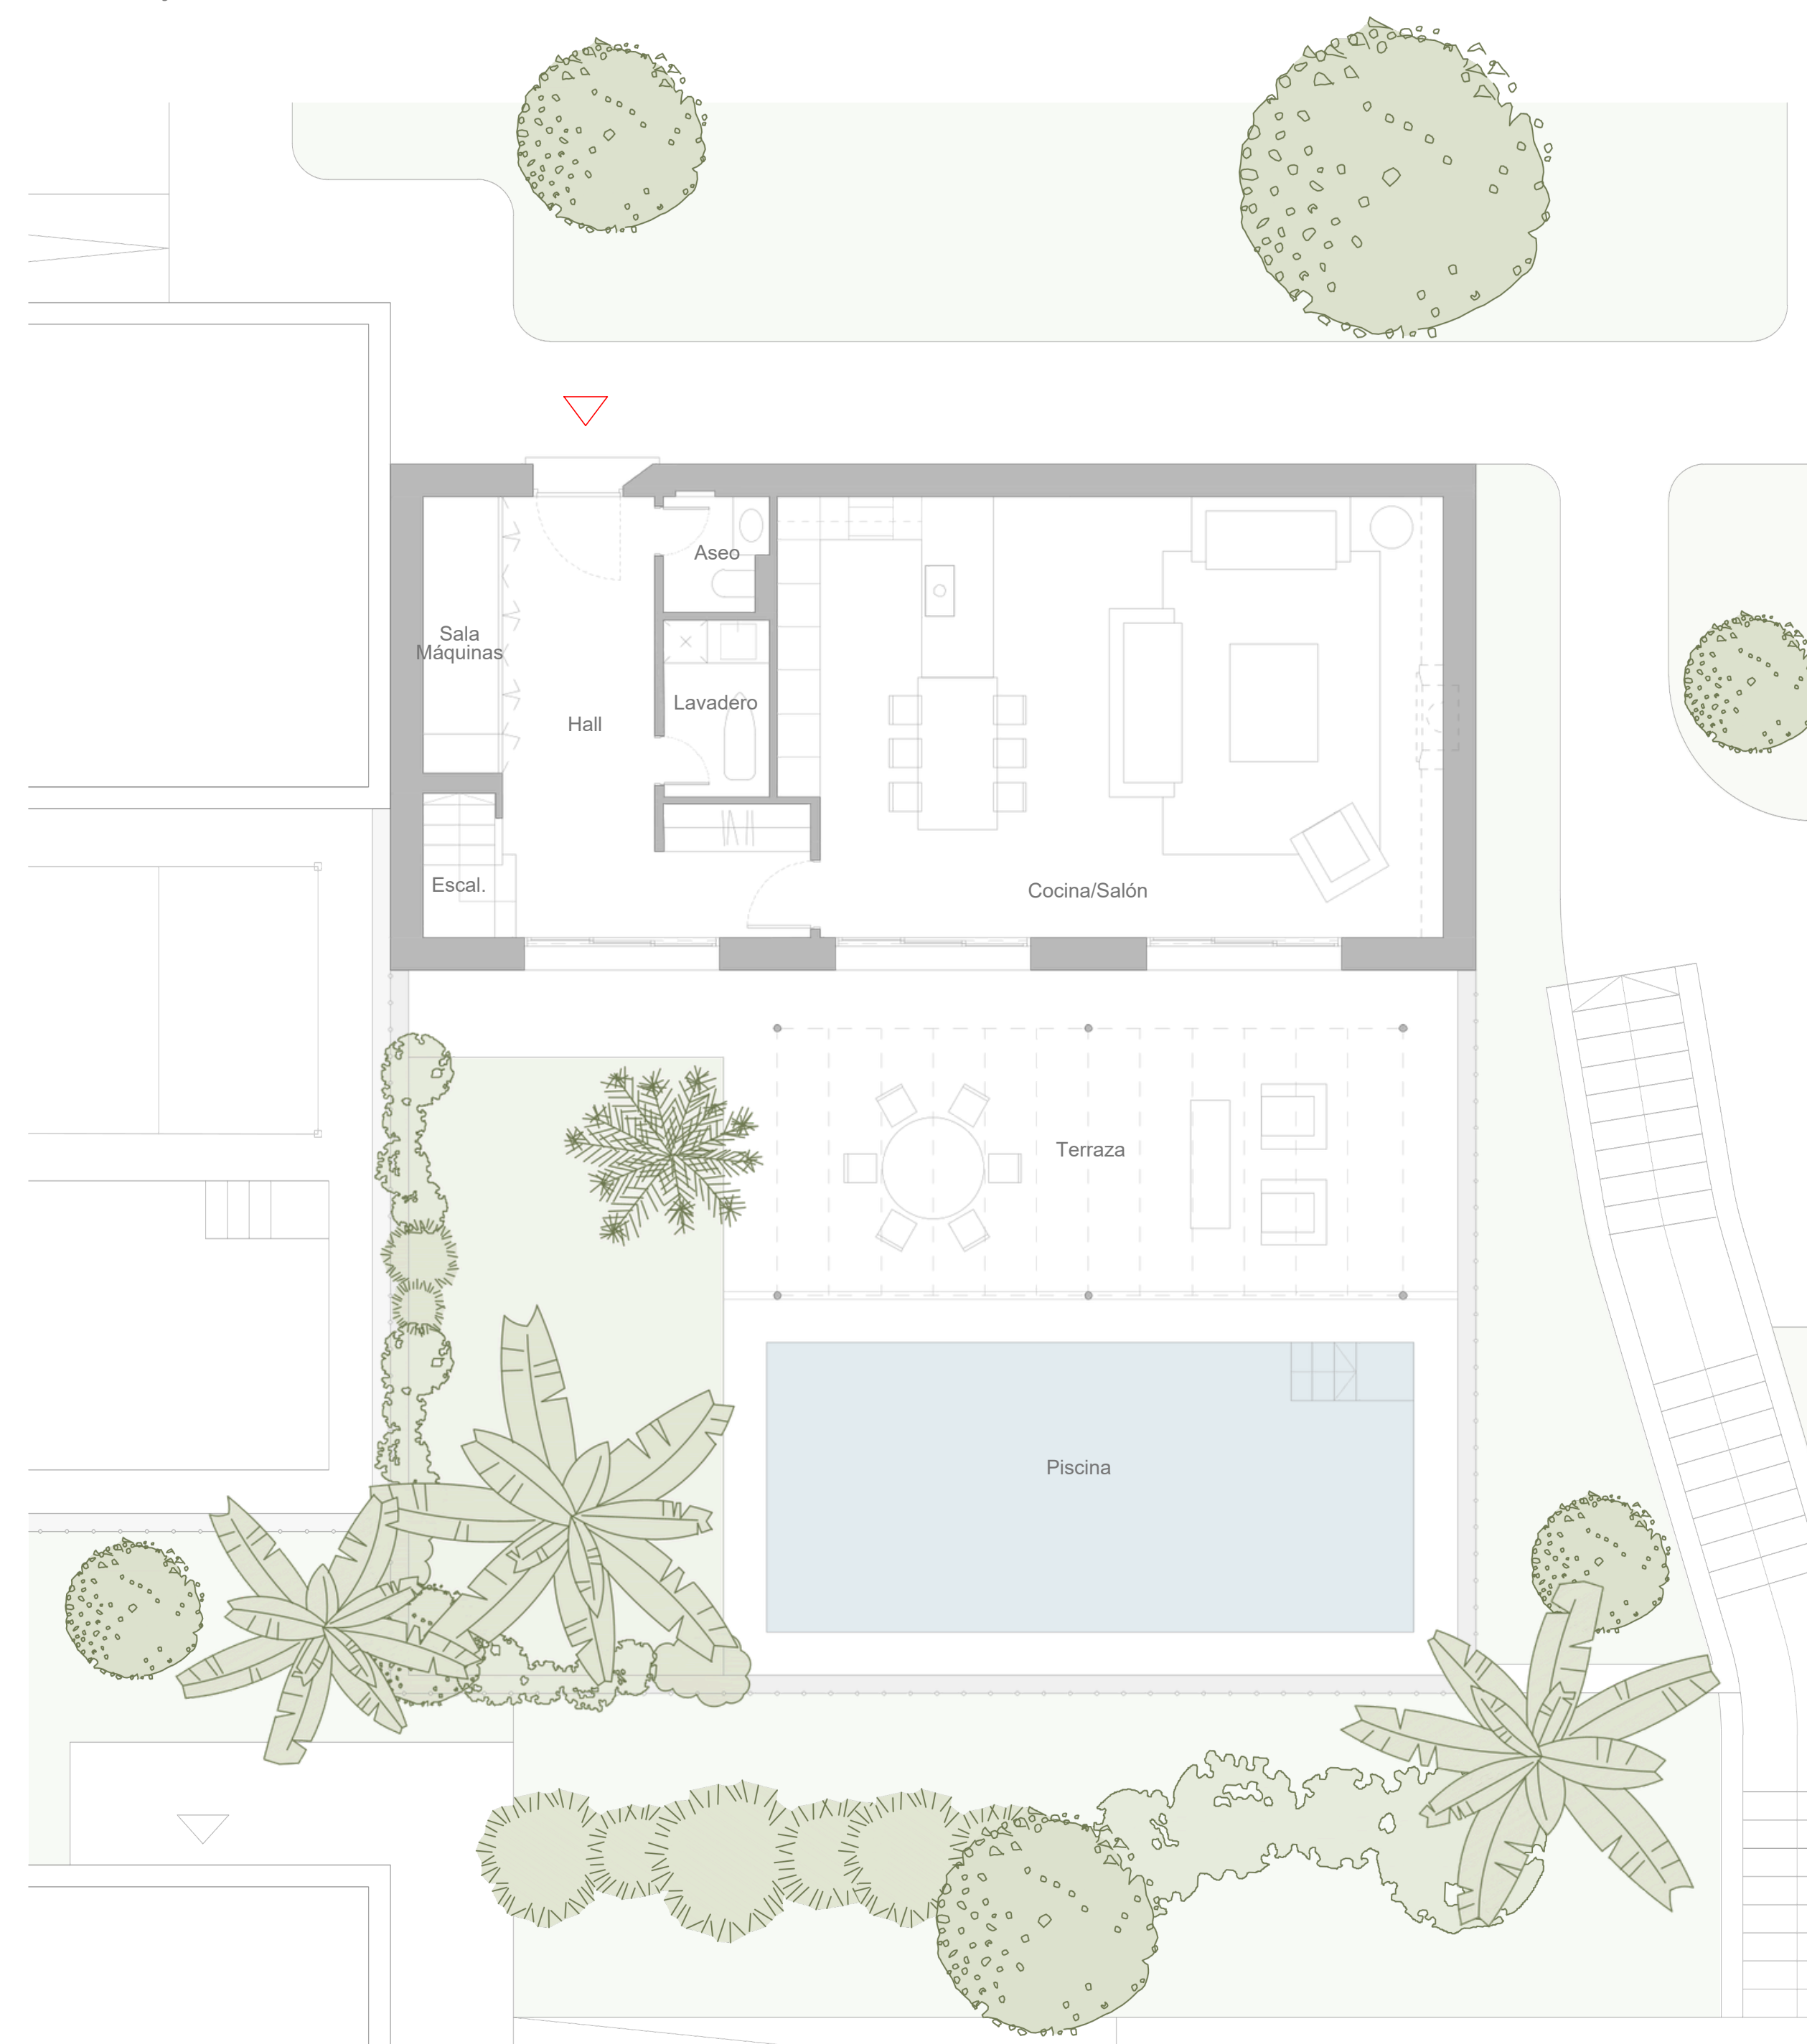 Aseo
Sala
Máquinas
Lavadero
Hall
Escal.
Cocina/Salón
Terraza
Piscina